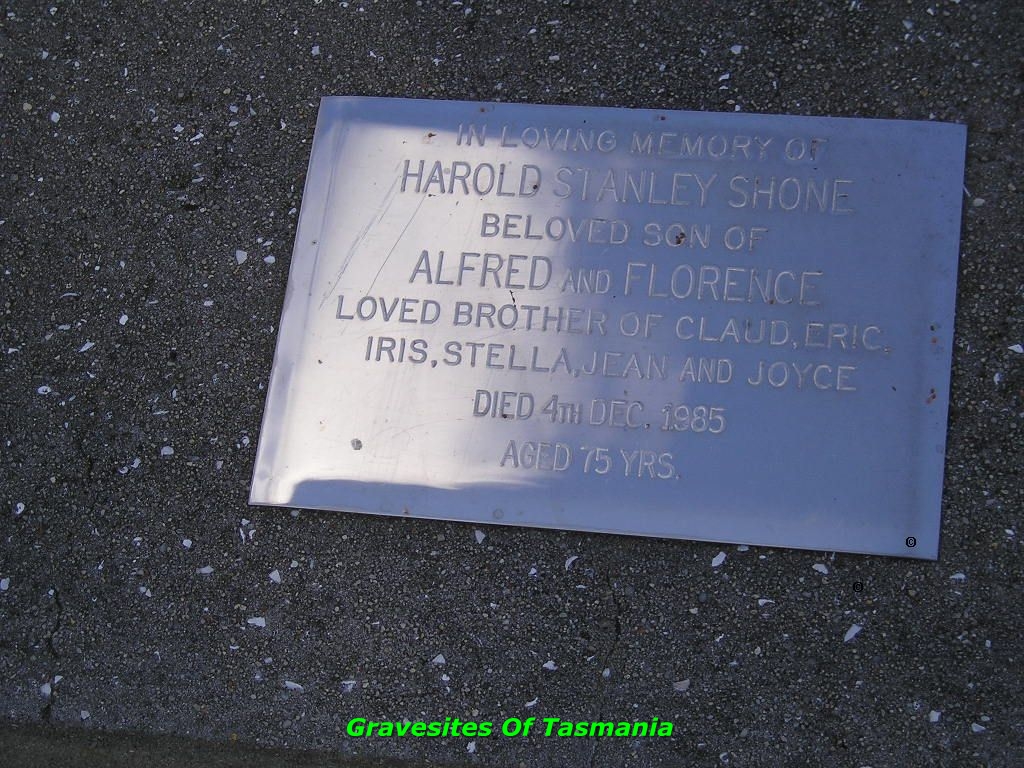 IN LOVING MEMORY OF
HAROLD STANLEY SHONE
BELOVED SON OF
ALFRED AND FLORENCE
LOVED BROTHER OF CLAUD, ERIC,
IRIS, STELLA, JEAN AND JOYCE
DIED 4TH DEC. 1985
AGED 75 YRS.
Gravesites Of Tasmania